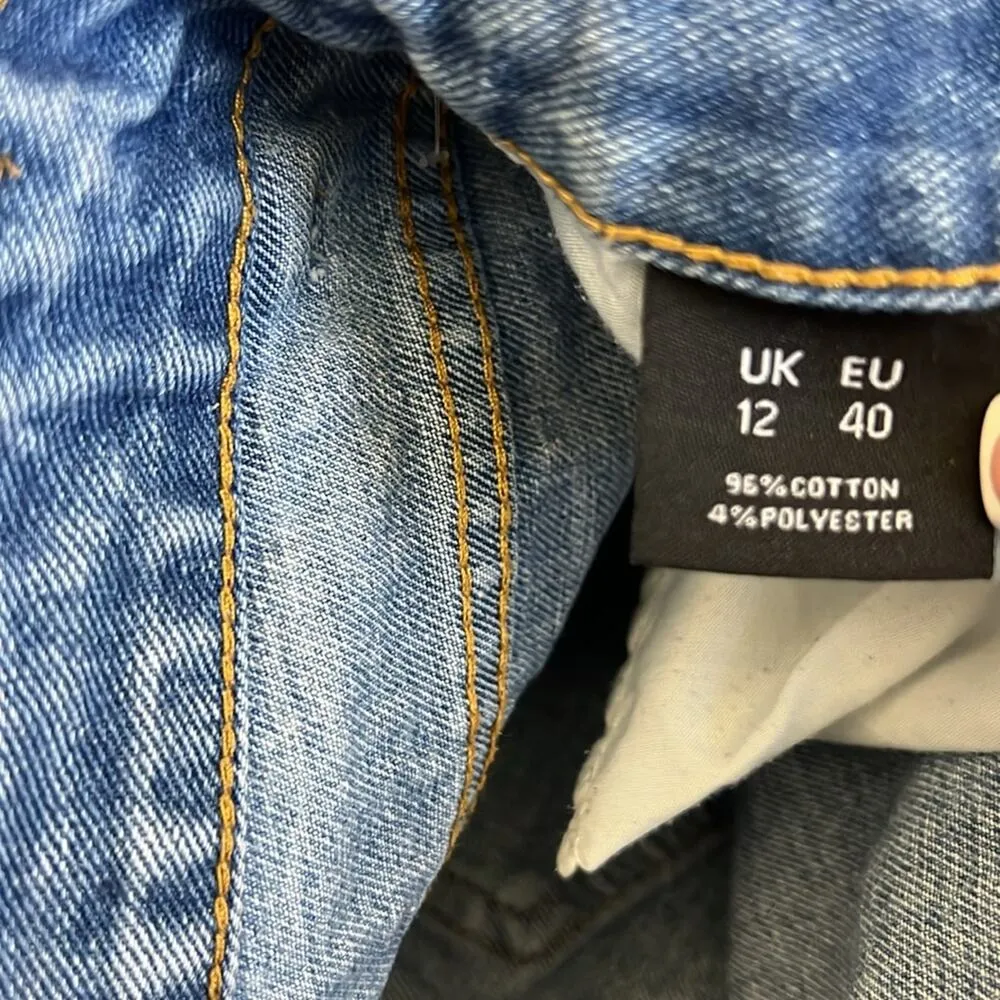 UK EU
12 40
96%COTTON
4%POLYESTER